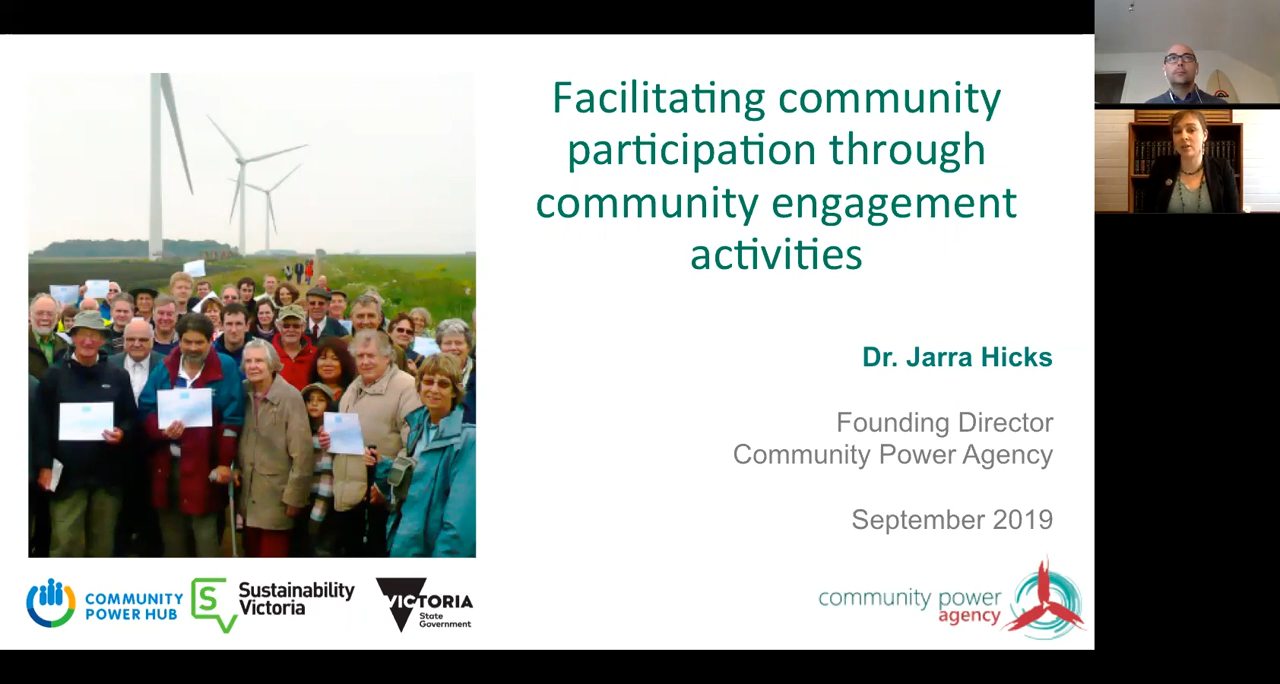 Facilitating community
participation through
community engagement
activities
Dr. Jarra Hicks
Founding Director
Community Power Agency
September 2019
COMMUNITY
POWER HUB
S
Sustainability
Victoria
VICTORIA
State
Government
community power
agency